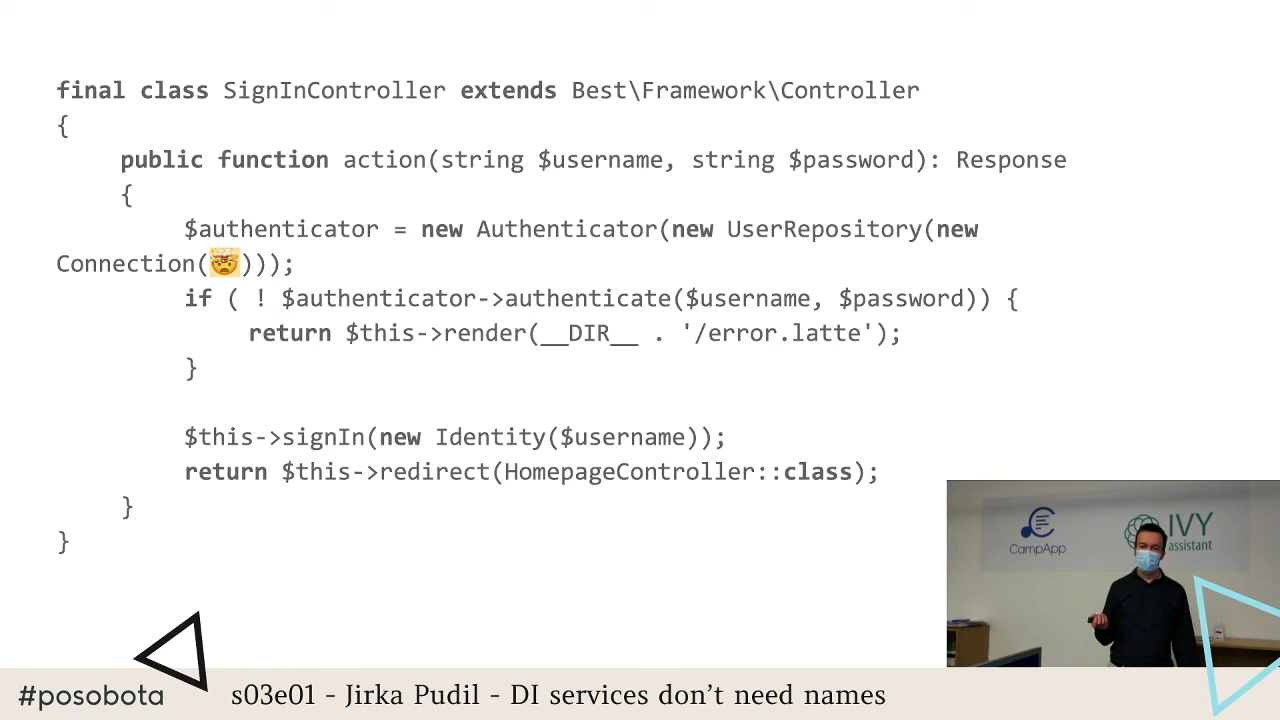 final class SignInController extends Best\Framework\Controller
{
public function action(string $username, string $password): Response
{
$authenticator = new Authenticator(new UserRepository(new
Connection(🤯)));
if ( ! $authenticator->authenticate($username, $password)) {
return $this->render(__DIR__ . '/error.latte');
}
$this->signIn(new Identity($username));
return $this->redirect(HomepageController::class);
}
}
CampApp
IVY
assistant
#posobota
s03e01 - Jirka Pudil - DI services don’t need names